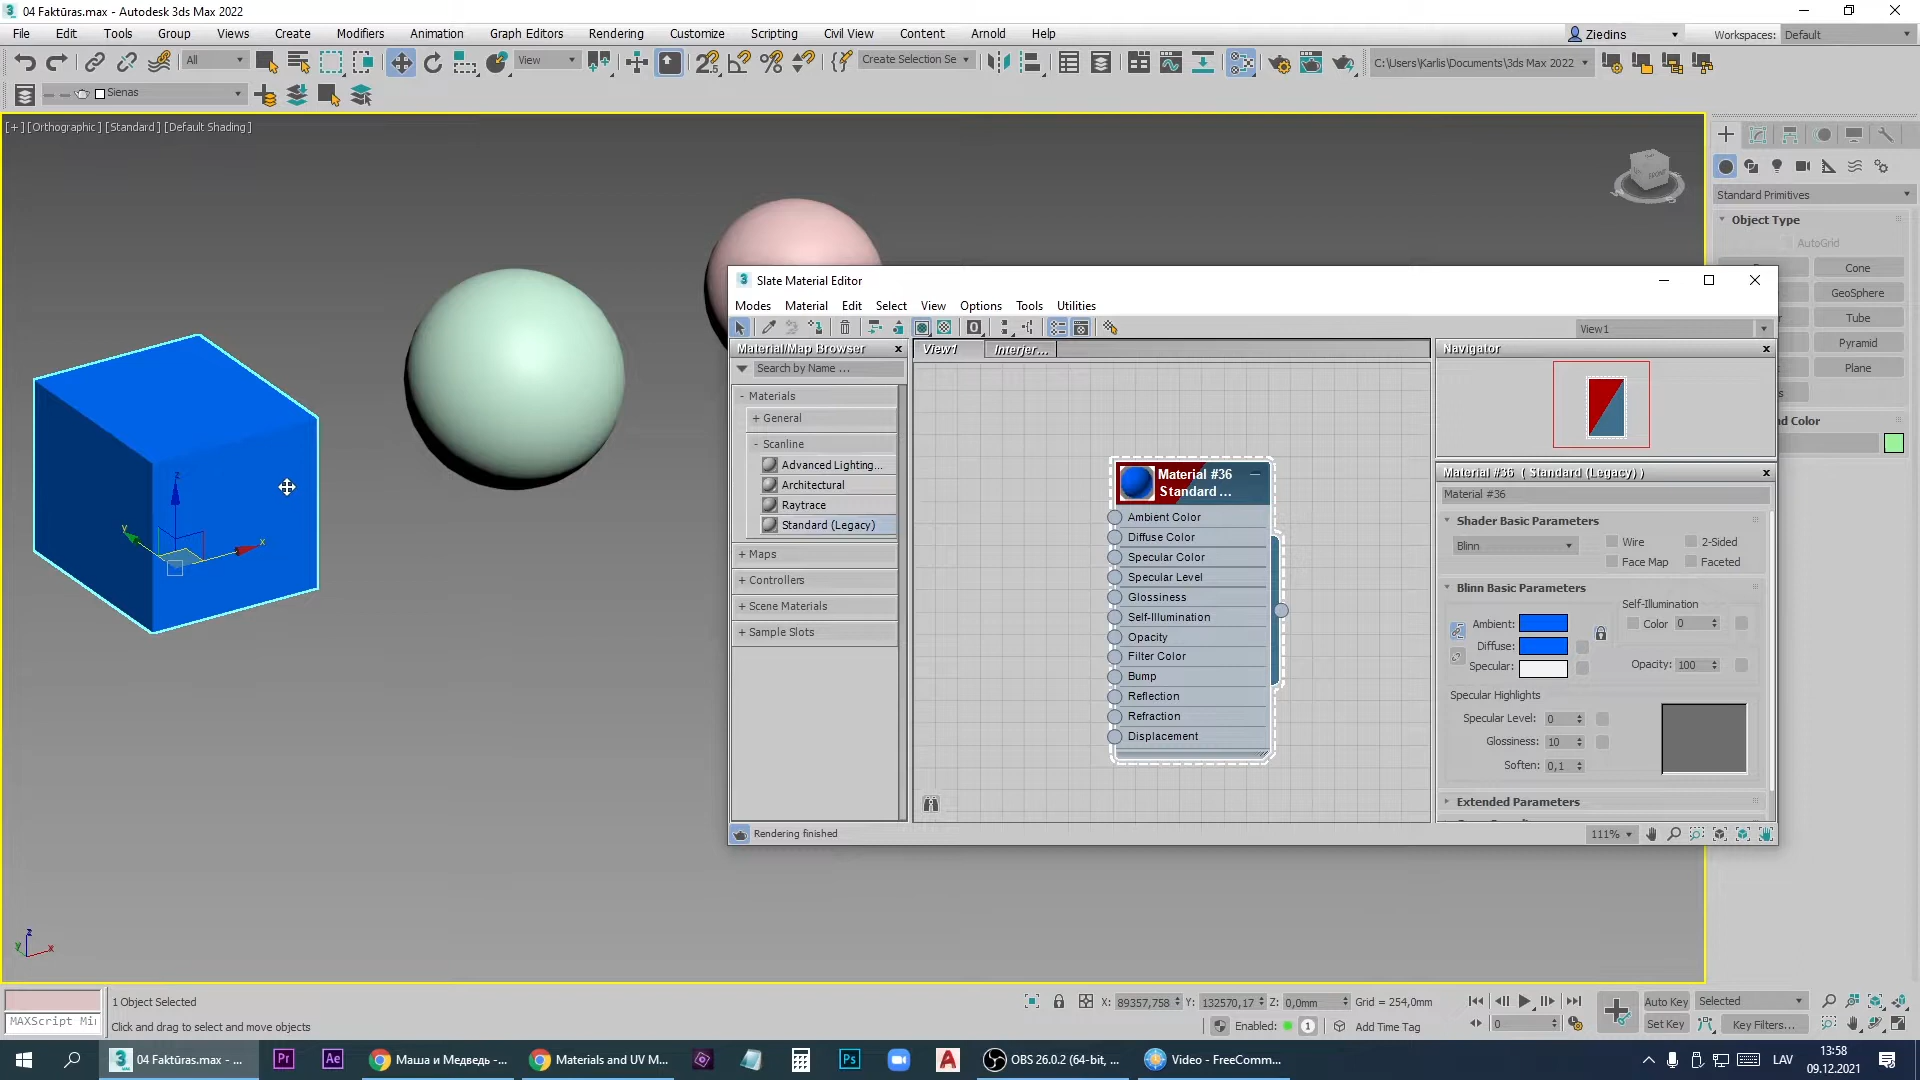 04 Faktūras.max - Autodesk 3ds Max 2022
File Edit Tools Group Views Create Modifiers Animation Graph Editors Rendering Customize Scripting Civil View Content Arnold Help
Ziedins
Workspaces: Default
All
View
Create Selection Se
C:\Users\Karlis\Documents\3ds Max 2022
Sienas
[+] [Orthographic] [Standard] [Default Shading]
Standard Primitives
Object Type
AutoGrid
Cone
GeoSphere
Tube
Pyramid
Plane
nd Color
Slate Material Editor
Modes Material Edit Select View Options Tools Utilities
View1
Material/Map Browser
Search by Name ...
- Materials
+ General
- Scanline
Advanced Lighting...
Architectural
Raytrace
Standard (Legacy)
+ Maps
+ Controllers
+ Scene Materials
+ Sample Slots
View1 Interjer...
Material #36
Standard ...
Ambient Color
Diffuse Color
Specular Color
Specular Level
Glossiness
Self-Illumination
Opacity
Filter Color
Bump
Reflection
Refraction
Displacement
Navigator
Material #36 ( Standard (Legacy) )
Material #36
Shader Basic Parameters
Blinn
Wire 2-Sided
Face Map Faceted
Blinn Basic Parameters
Self-Illumination
Ambient:
Color 0
Diffuse:
Specular:
Opacity: 100
Specular Highlights
Specular Level: 0
Glossiness: 10
Soften: 0,1
Extended Parameters
Rendering finished
111%
z
y
x
z
y
x
1 Object Selected
MAXScript Mi
Click and drag to select and move objects
X: 89357,758 Y: 132570,17 Z: 0,0mm Grid = 254,0mm
Enabled: 1 Add Time Tag
0
Auto Key Selected
Set Key Key Filters...
04 Faktūras.max - ...
Pr
Ae
Маша и Медведь -...
Materials and UV M...
Ps
OBS 26.0.2 (64-bit, ...
Video - FreeComm...
LAV
13:58
09.12.2021